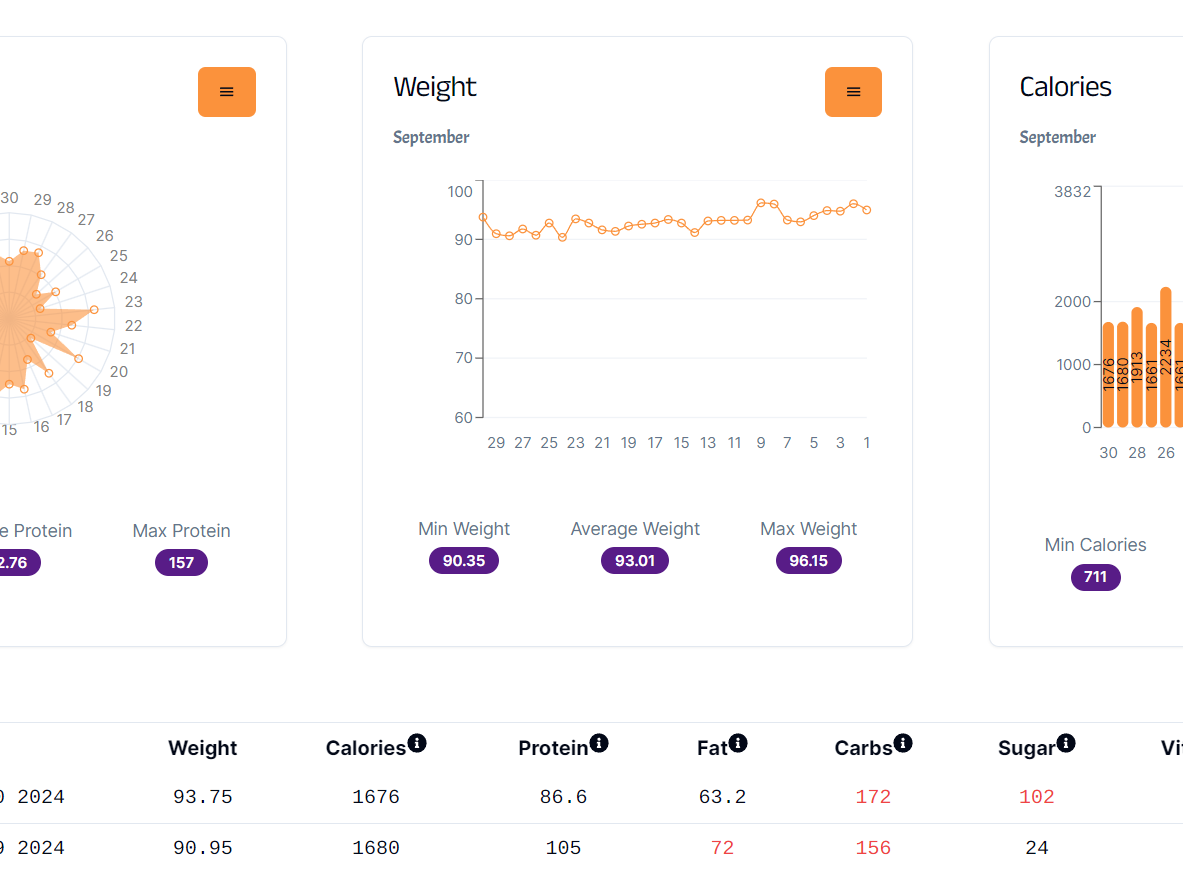 30 29 28 27 26 25 24 23 22 21 20 19 18 17 16 15
e Protein
2.76
Max Protein
157
Weight
September
100
90
80
70
60
29 27 25 23 21 19 17 15 13 11 9 7 5 3 1
Min Weight
90.35
Average Weight
93.01
Max Weight
96.15
Calories
September
3832
2000
1000
0
1676 1680 1913 1661 2234 1661
30 28 26
Min Calories
711
Weight Calories Protein Fat Carbs Sugar Vi
0 2024 93.75 1676 86.6 63.2 172 102
9 2024 90.95 1680 105 72 156 24